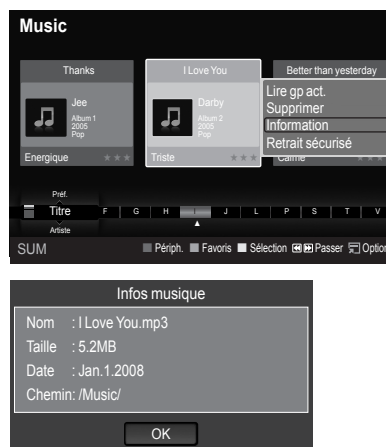 Music
Thanks
I Love You
Better than yesterday
Jee
Album 1
2005
Pop
Darby
Album 2
2005
Pop
Lire gp act.
Supprimer
Information
Retrait sécurisé
Energique
Triste
Calme
Préf.
Titre
F G H I J L P S T V
Artiste
SUM
Périph. Favoris Sélection Passer Option
Infos musique
Nom : I Love You.mp3
Taille : 5.2MB
Date : Jan.1.2008
Chemin: /Music/
OK